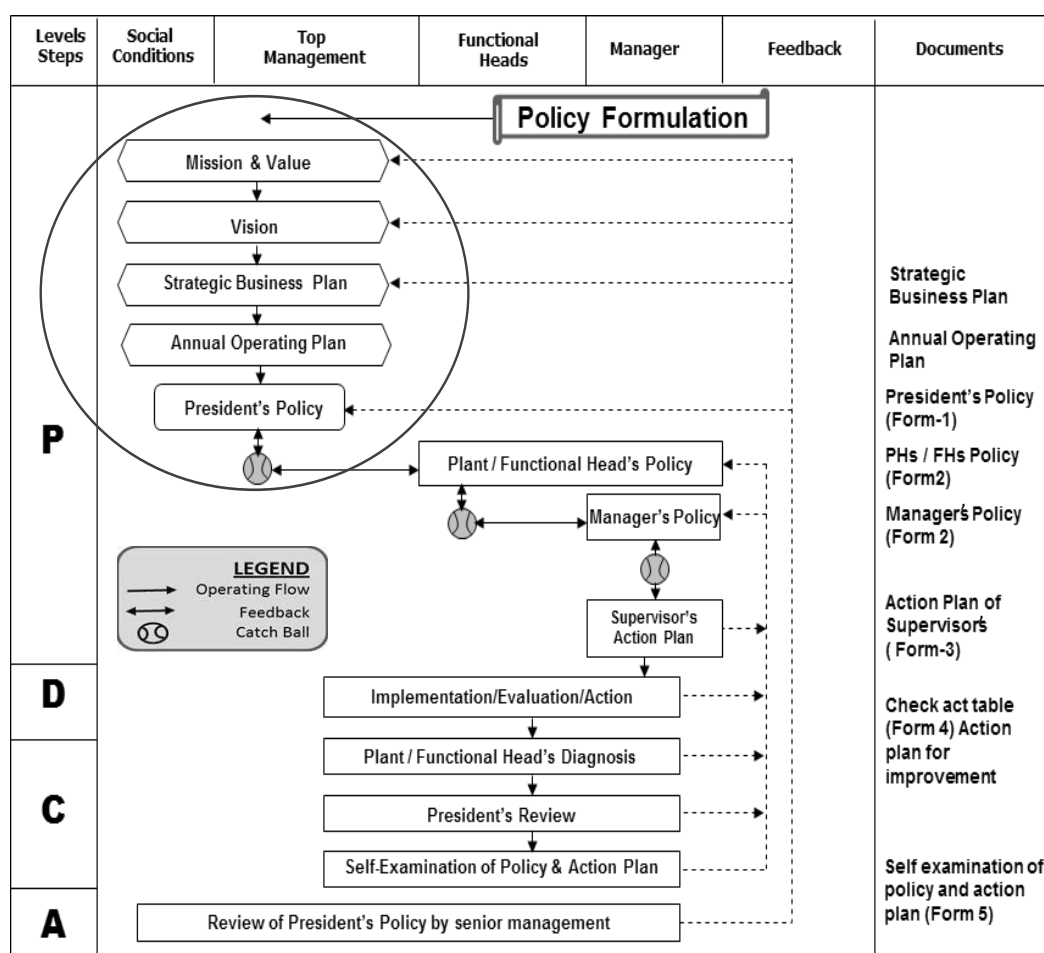 Levels
Steps
Social
Conditions
Top
Management
Functional
Heads
Manager
Feedback
Documents
Policy Formulation
Mission & Value
Vision
Strategic Business Plan
Annual Operating Plan
President's Policy
P
Plant / Functional Head's Policy
Manager's Policy
LEGEND
Operating Flow
Feedback
Catch Ball
Supervisor's
Action Plan
D
Implementation/Evaluation/Action
C
Plant / Functional Head's Diagnosis
President's Review
Self-Examination of Policy & Action Plan
A
Review of President's Policy by senior management
Strategic
Business Plan
Annual Operating
Plan
President's Policy
(Form-1)
PHs / FHs Policy
(Form2)
Manager's Policy
(Form 2)
Action Plan of
Supervisor's
( Form-3)
Check act table
(Form 4) Action
plan for
improvement
Self examination of
policy and action
plan (Form 5)